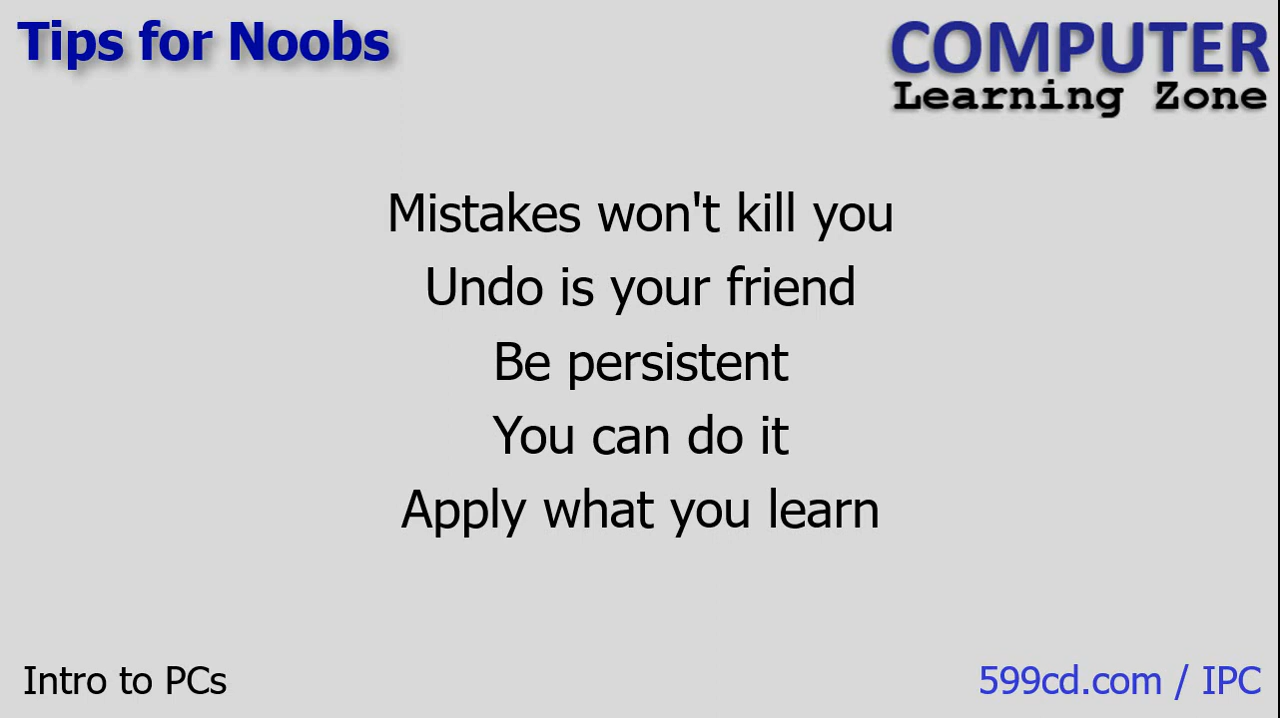 Tips for Noobs
COMPUTER
Learning Zone
Mistakes won't kill you
Undo is your friend
Be persistent
You can do it
Apply what you learn
Intro to PCs
599cd.com / IPC